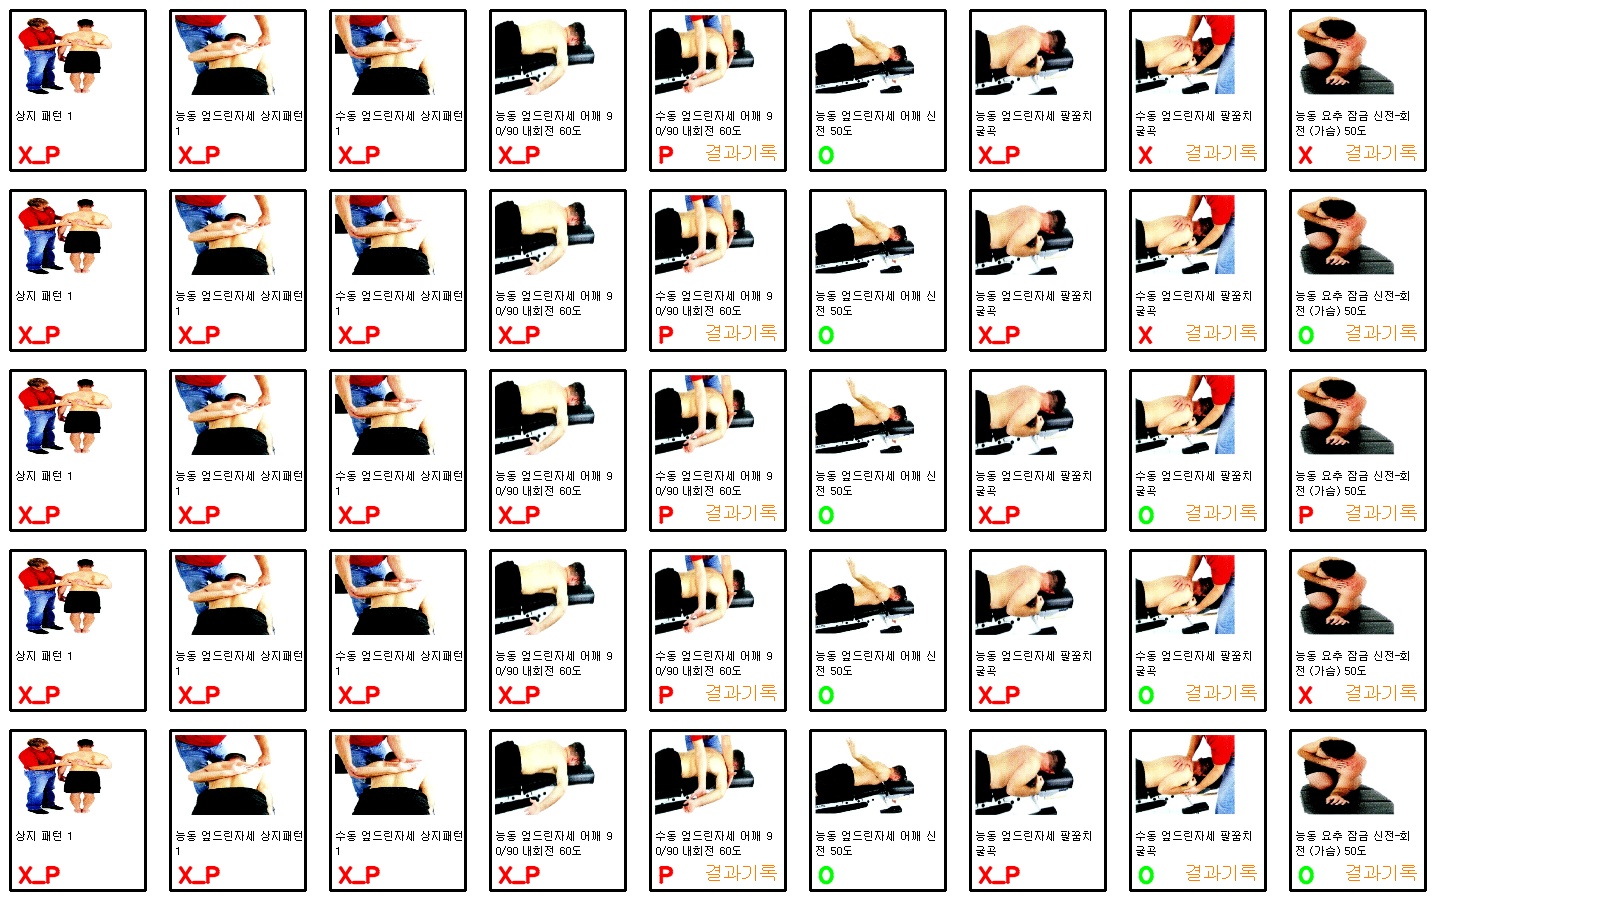 상지 패턴 1
X_P
능동 엎드린자세 상지패턴
1
X_P
수동 엎드린자세 상지패턴
1
X_P
능동 엎드린자세 어깨 9
0/90 내회전 60도
X_P
수동 엎드린자세 어깨 9
0/90 내회전 60도
P 결과기록
능동 엎드린자세 어깨 신
전 50도
O
능동 엎드린자세 팔꿈치
굴곡
X_P
수동 엎드린자세 팔꿈치
굴곡
X 결과기록
능동 요추 잠금 신전-회
전 (가슴) 50도
X 결과기록
상지 패턴 1
X_P
능동 엎드린자세 상지패턴
1
X_P
수동 엎드린자세 상지패턴
1
X_P
능동 엎드린자세 어깨 9
0/90 내회전 60도
X_P
수동 엎드린자세 어깨 9
0/90 내회전 60도
P 결과기록
능동 엎드린자세 어깨 신
전 50도
O
능동 엎드린자세 팔꿈치
굴곡
X_P
수동 엎드린자세 팔꿈치
굴곡
X 결과기록
능동 요추 잠금 신전-회
전 (가슴) 50도
O 결과기록
상지 패턴 1
X_P
능동 엎드린자세 상지패턴
1
X_P
수동 엎드린자세 상지패턴
1
X_P
능동 엎드린자세 어깨 9
0/90 내회전 60도
X_P
수동 엎드린자세 어깨 9
0/90 내회전 60도
P 결과기록
능동 엎드린자세 어깨 신
전 50도
O
능동 엎드린자세 팔꿈치
굴곡
X_P
수동 엎드린자세 팔꿈치
굴곡
O 결과기록
능동 요추 잠금 신전-회
전 (가슴) 50도
P 결과기록
상지 패턴 1
X_P
능동 엎드린자세 상지패턴
1
X_P
수동 엎드린자세 상지패턴
1
X_P
능동 엎드린자세 어깨 9
0/90 내회전 60도
X_P
수동 엎드린자세 어깨 9
0/90 내회전 60도
P 결과기록
능동 엎드린자세 어깨 신
전 50도
O
능동 엎드린자세 팔꿈치
굴곡
X_P
수동 엎드린자세 팔꿈치
굴곡
O 결과기록
능동 요추 잠금 신전-회
전 (가슴) 50도
X 결과기록
상지 패턴 1
X_P
능동 엎드린자세 상지패턴
1
X_P
수동 엎드린자세 상지패턴
1
X_P
능동 엎드린자세 어깨 9
0/90 내회전 60도
X_P
수동 엎드린자세 어깨 9
0/90 내회전 60도
P 결과기록
능동 엎드린자세 어깨 신
전 50도
O
능동 엎드린자세 팔꿈치
굴곡
X_P
수동 엎드린자세 팔꿈치
굴곡
O 결과기록
능동 요추 잠금 신전-회
전 (가슴) 50도
O 결과기록